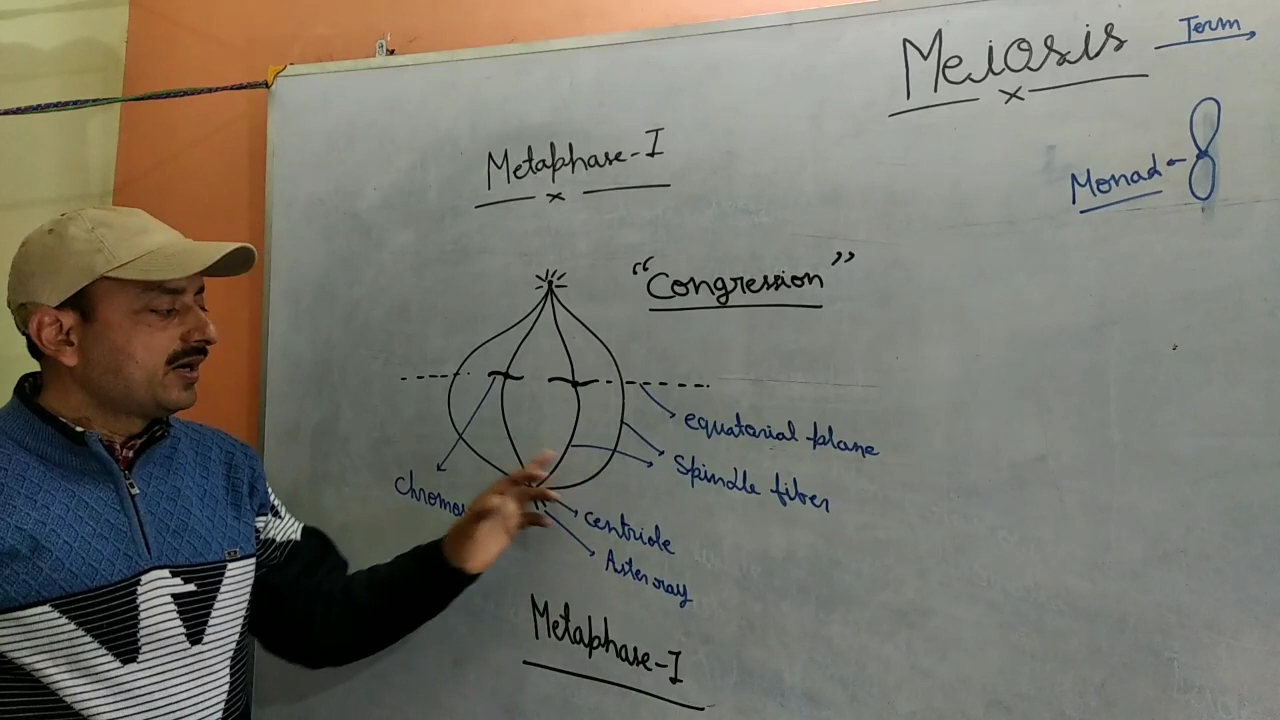 Meiosis
Term
Monad -
Metaphase-I
"Congression"
equatorial plane
Spindle fiber
centriole
Aster ray
Metaphase-I